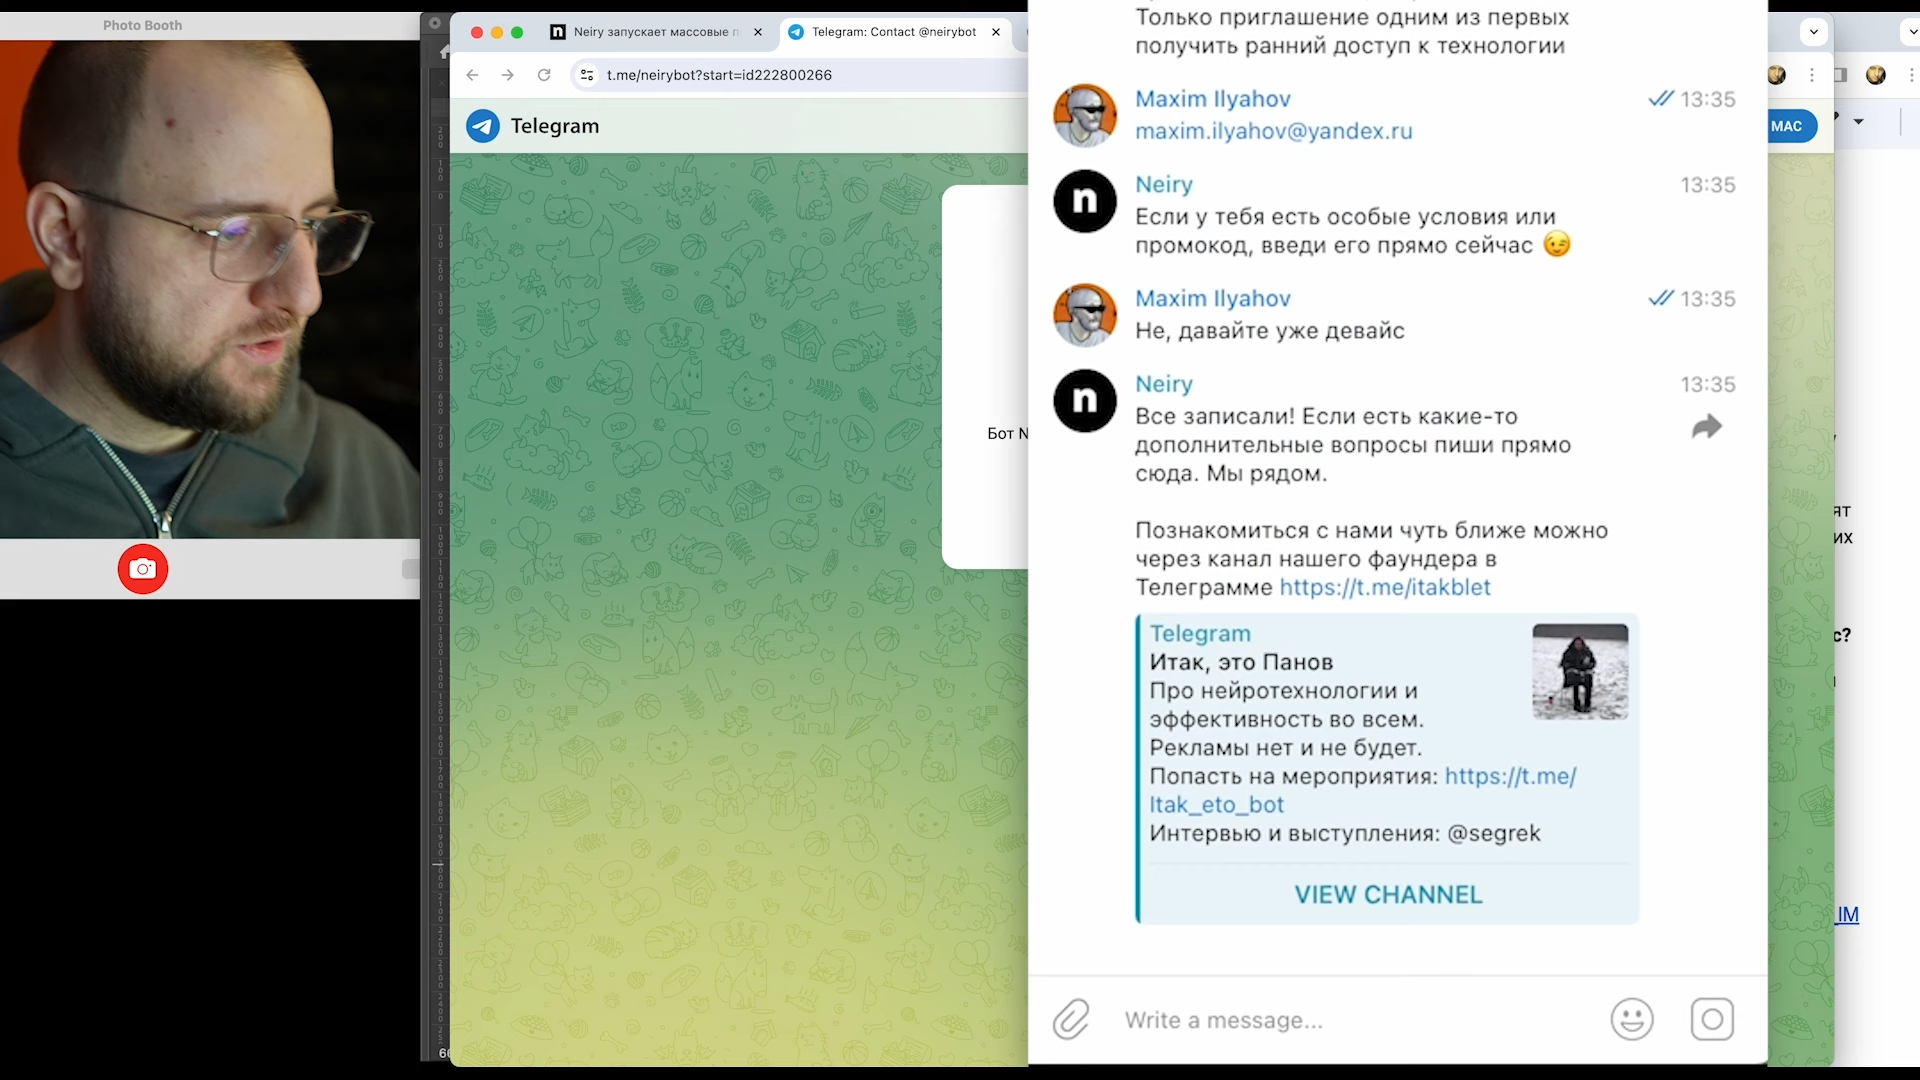 Photo Booth
Neiry запускает массовые п
Telegram: Contact @neirybot
t.me/neirybot?start=id222800266
Telegram
MAC
Бот N
Только приглашение одним из первых
получить ранний доступ к технологии
Maxim Ilyahov
13:35
maxim.ilyahov@yandex.ru
n
Neiry
13:35
Если у тебя есть особые условия или
промокод, введи его прямо сейчас 😉
Maxim Ilyahov
13:35
Не, давайте уже девайс
n
Neiry
13:35
Все записали! Если есть какие-то
дополнительные вопросы пиши прямо
сюда. Мы рядом.
Познакомиться с нами чуть ближе можно
через канал нашего фаундера в
Телеграмме https://t.me/itakblet
Telegram
Итак, это Панов
Про нейротехнологии и
эффективность во всем.
Рекламы нет и не будет.
Попасть на мероприятия: https://t.me/
Itak_eto_bot
Интервью и выступления: @segrek
VIEW CHANNEL
Write a message...
ят
их
с?
IM